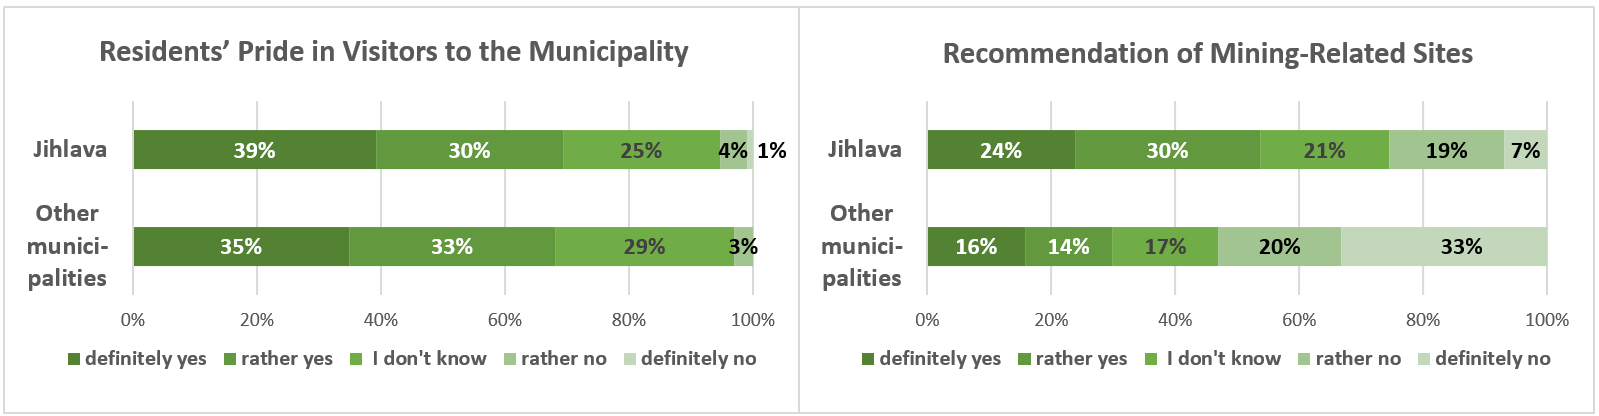 Residents’ Pride in Visitors to the Municipality
Jihlava
39% 30% 25% 4% 1%
Other
munici-
palities
35% 33% 29% 3%
0% 20% 40% 60% 80% 100%
definitely yes rather yes I don't know rather no definitely no
Recommendation of Mining-Related Sites
Jihlava
24% 30% 21% 19% 7%
Other
munici-
palities
16% 14% 17% 20% 33%
0% 20% 40% 60% 80% 100%
definitely yes rather yes I don't know rather no definitely no